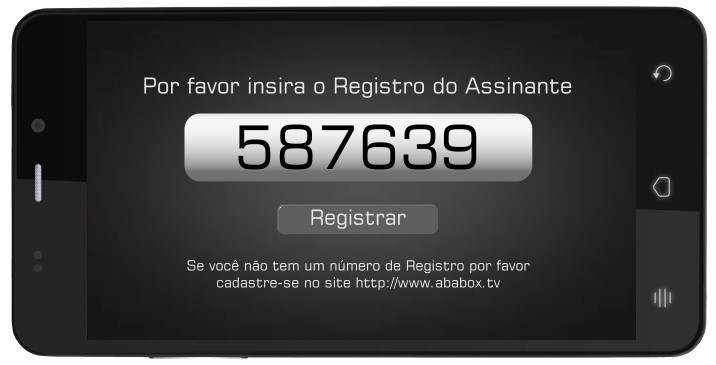 Por favor insira o Registro do Assinante
587639
Registrar
Se você não tem um número de Registro por favor
cadastre-se no site http://www.ababox.tv